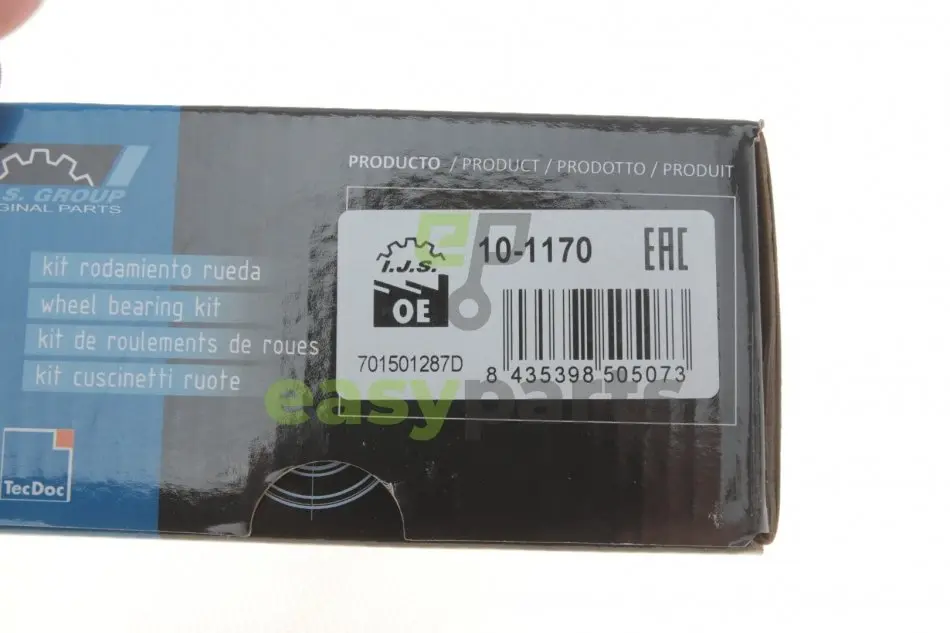 S. GROUP
GINAL PARTS
PRODUCTO / PRODUCT / PRODOTTO / PRODUIT
kit rodamiento rueda
wheel bearing kit
kit de roulements de roues
kit cuscinetti ruote
TecDoc
I.J.S.
OE
10-1170
EAC
701501287D
8 435398 505073
easyparts